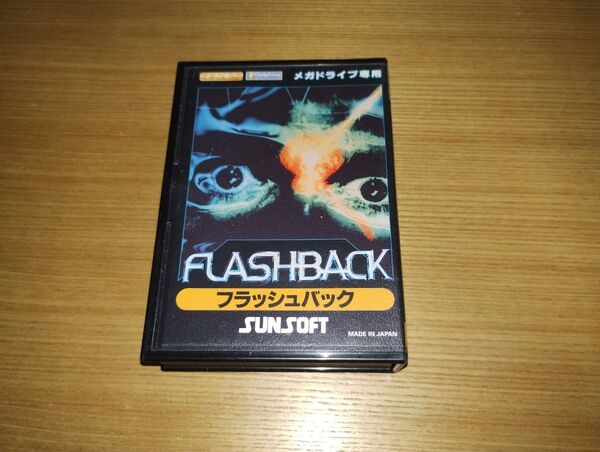 Delphine メガドライブ専用
FLASHBACK
フラッシュバック
SUNSOFT
MADE IN JAPAN